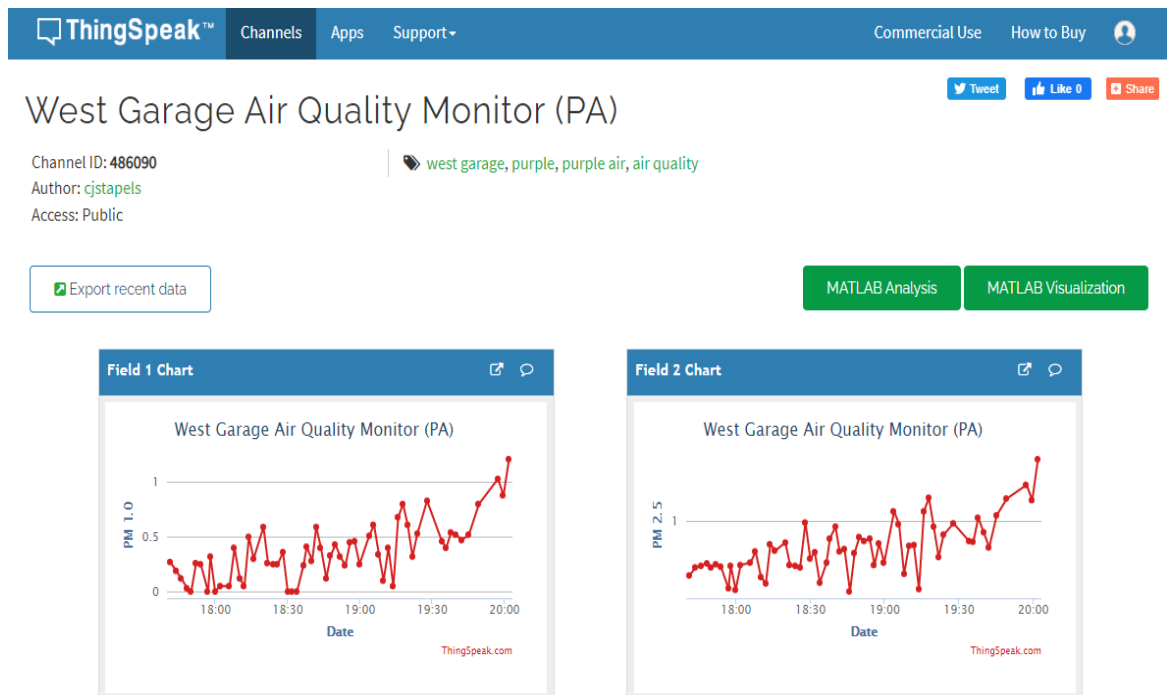 ThingSpeak™ Channels Apps Support Commercial Use How to Buy
Tweet Like 0 Share
West Garage Air Quality Monitor (PA)
Channel ID: 486090
west garage, purple, purple air, air quality
Author: cjstapels
Access: Public
Export recent data
MATLAB Analysis MATLAB Visualization
Field 1 Chart
West Garage Air Quality Monitor (PA)
PM 1.0
1
0.5
0
18:00 18:30 19:00 19:30 20:00
Date
ThingSpeak.com
Field 2 Chart
West Garage Air Quality Monitor (PA)
PM 2.5
1
18:00 18:30 19:00 19:30 20:00
Date
ThingSpeak.com